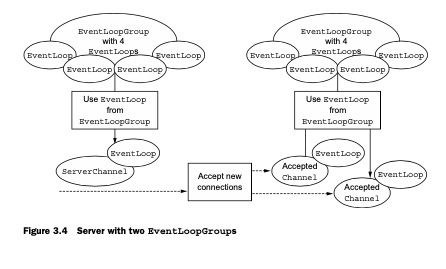 EventLoopGroup
with 4
EventLoops
EventLoop
EventLoop
EventLoop
EventLoop
Use EventLoop
from
EventLoopGroup
EventLoop
ServerChannel
Accept new
connections
EventLoopGroup
with 4
EventLoops
EventLoop
EventLoop
EventLoop
EventLoop
Use EventLoop
from
EventLoopGroup
EventLoop
Accepted
Channel
EventLoop
Accepted
Channel
Figure 3.4 Server with two EventLoopGroups